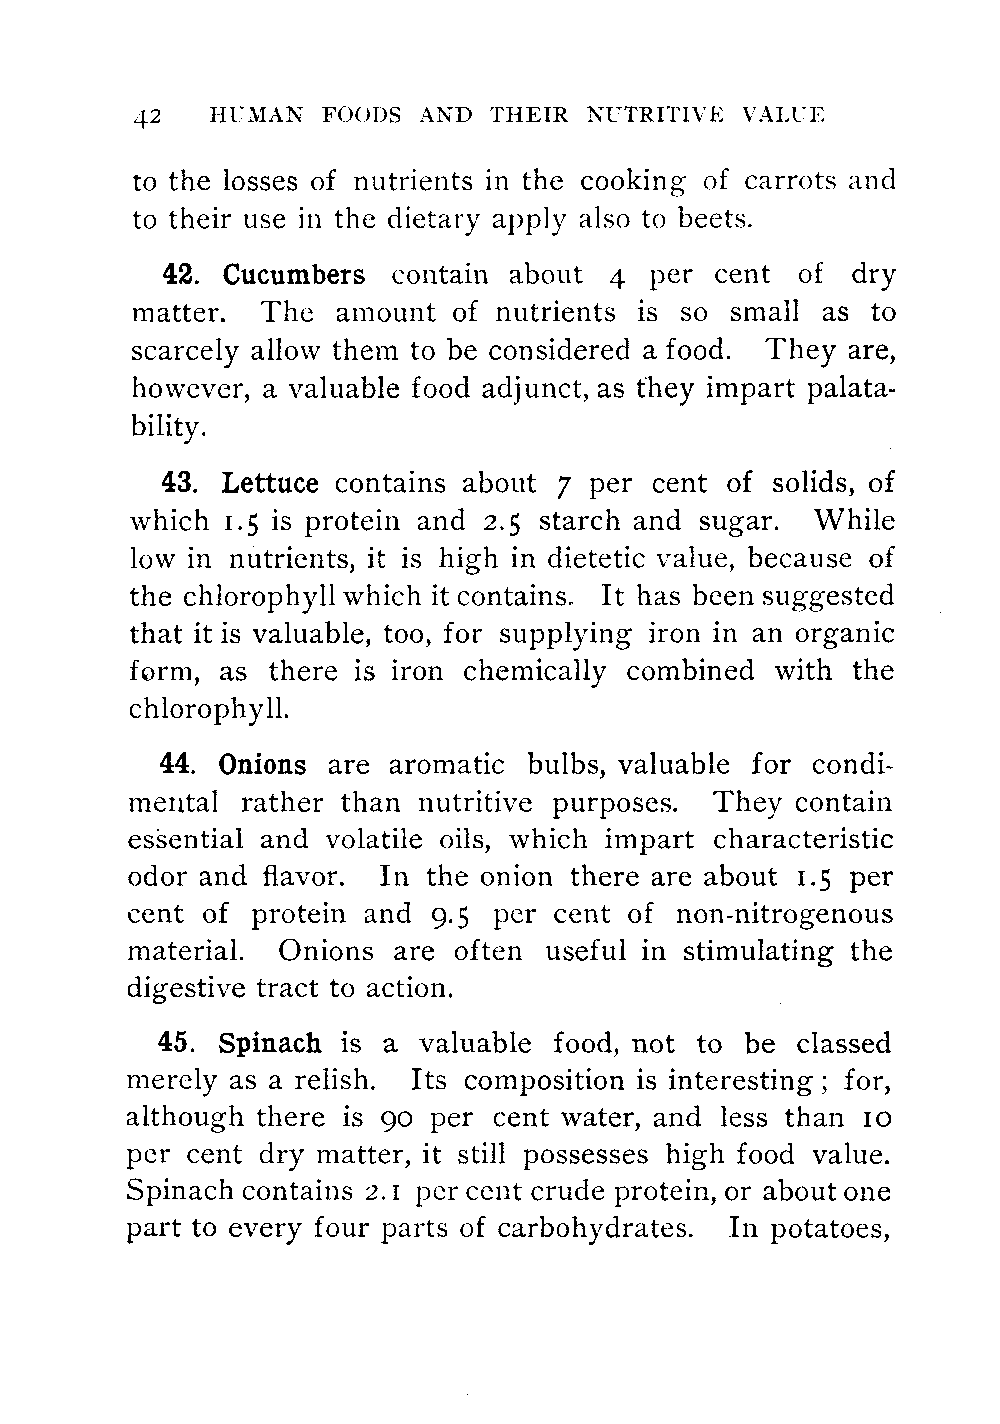 42 HUMAN FOODS AND THEIR NUTRITIVE VALUE
to the losses of nutrients in the cooking of carrots and
to their use in the dietary apply also to beets.
42. Cucumbers contain about 4 per cent of dry
matter. The amount of nutrients is so small as to
scarcely allow them to be considered a food. They are,
however, a valuable food adjunct, as they impart palata-
bility.
43. Lettuce contains about 7 per cent of solids, of
which 1.5 is protein and 2.5 starch and sugar. While
low in nutrients, it is high in dietetic value, because of
the chlorophyll which it contains. It has been suggested
that it is valuable, too, for supplying iron in an organic
form, as there is iron chemically combined with the
chlorophyll.
44. Onions are aromatic bulbs, valuable for condi-
mental rather than nutritive purposes. They contain
essential and volatile oils, which impart characteristic
odor and flavor. In the onion there are about 1.5 per
cent of protein and 9.5 per cent of non-nitrogenous
material. Onions are often useful in stimulating the
digestive tract to action.
45. Spinach is a valuable food, not to be classed
merely as a relish. Its composition is interesting; for,
although there is 90 per cent water, and less than 10
per cent dry matter, it still possesses high food value.
Spinach contains 2.1 per cent crude protein, or about one
part to every four parts of carbohydrates. In potatoes,